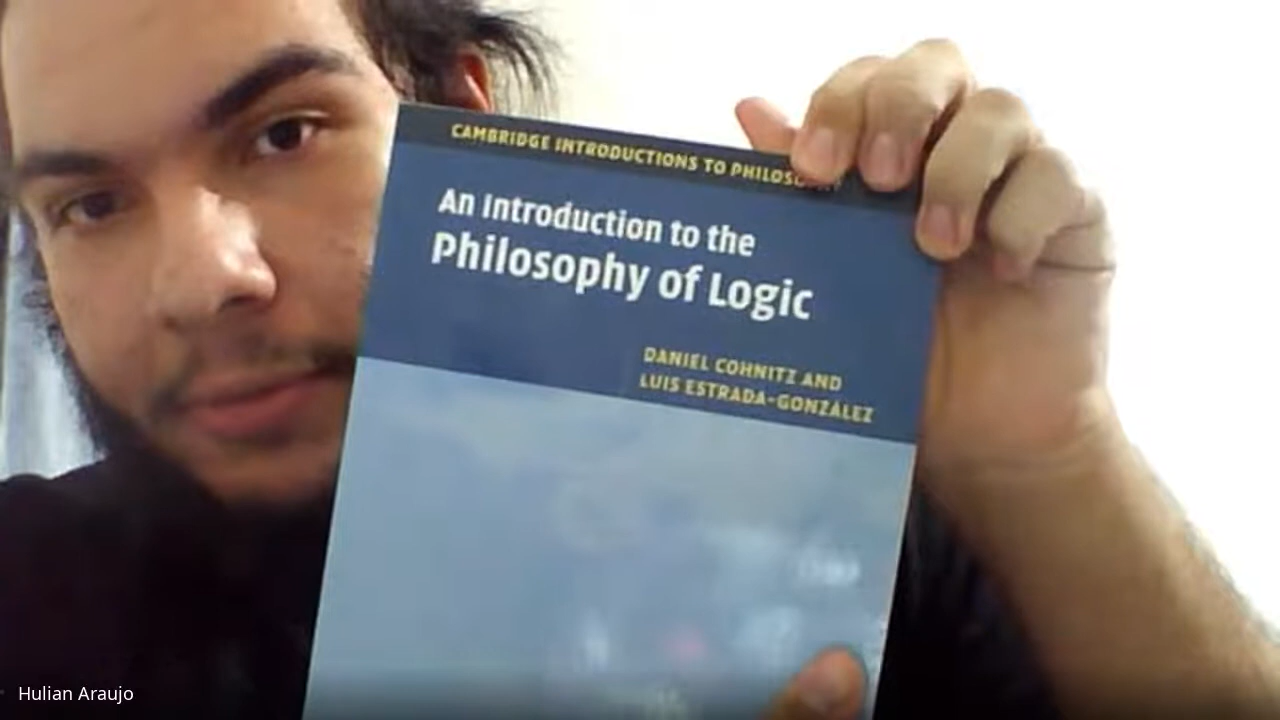 CAMBRIDGE INTRODUCTIONS TO
An Introduction to the
Philosophy of Logic
DANIEL COHNITZ AND
LUIS ESTRADA-GONZÁLEZ
Hulian Araujo